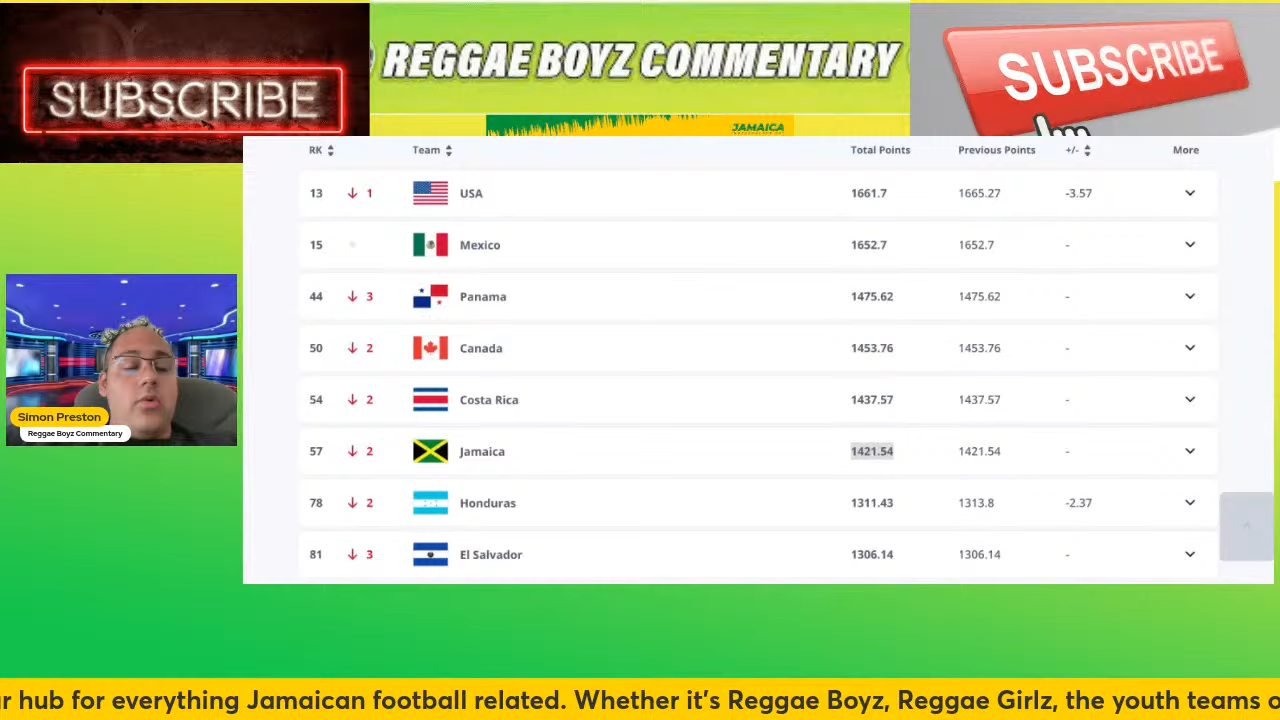 SUBSCRIBE
REGGAE BOYZ COMMENTARY
SUBSCRIBE
JAMAICA
RK Team Total Points Previous Points +/- More
13 ↓ 1 USA 1661.7 1665.27 -3.57
15 Mexico 1652.7 1652.7 -
44 ↓ 3 Panama 1475.62 1475.62 -
50 ↓ 2 Canada 1453.76 1453.76 -
54 ↓ 2 Costa Rica 1437.57 1437.57 -
57 ↓ 2 Jamaica 1421.54 1421.54 -
78 ↓ 2 Honduras 1311.43 1313.8 -2.37
81 ↓ 3 El Salvador 1306.14 1306.14 -
Simon Preston
Reggae Boyz Commentary
r hub for everything Jamaican football related. Whether it's Reggae Boyz, Reggae Girlz, the youth teams